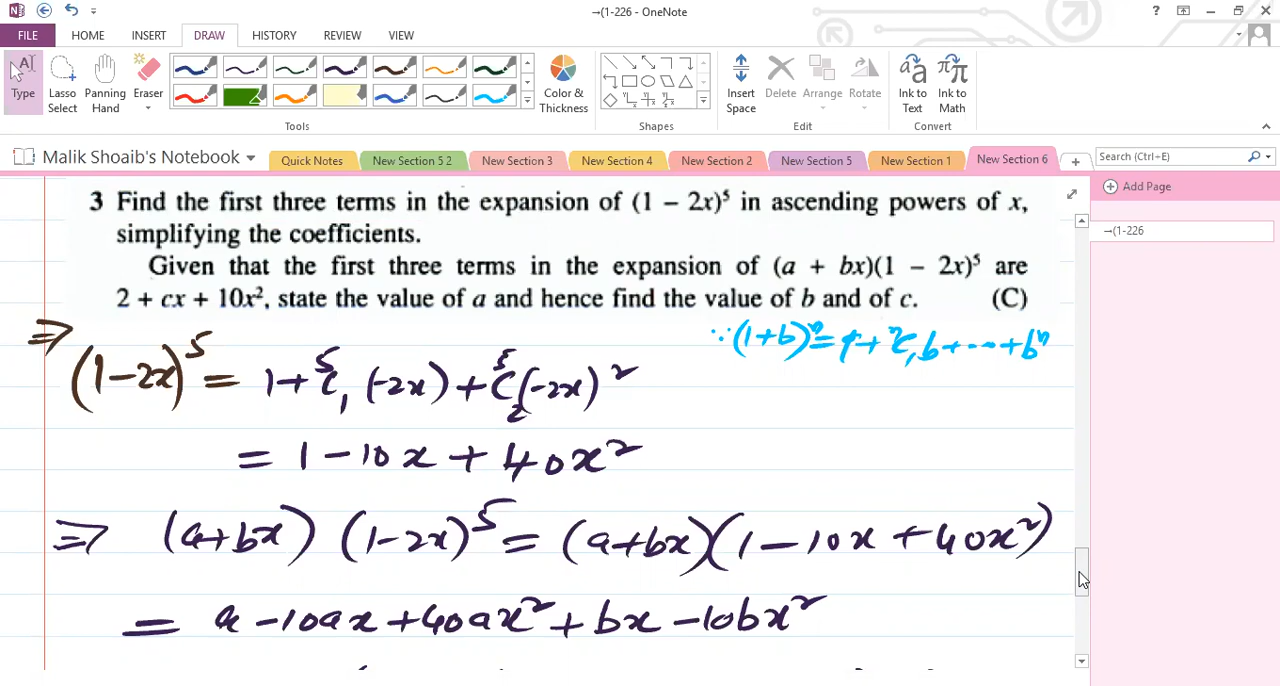 →(1-226 - OneNote
FILE HOME INSERT DRAW HISTORY REVIEW VIEW
Type Lasso Select Panning Hand Eraser Color & Thickness Insert Space Delete Arrange Rotate Ink to Text Ink to Math
Tools Shapes Edit Convert
Malik Shoaib's Notebook Quick Notes New Section 5 2 New Section 3 New Section 4 New Section 2 New Section 5 New Section 1 New Section 6 Search (Ctrl+E)
Add Page
→(1-226
3 Find the first three terms in the expansion of (1 − 2x)⁵ in ascending powers of x,
simplifying the coefficients.
Given that the first three terms in the expansion of (a + bx)(1 − 2x)⁵ are
2 + cx + 10x², state the value of a and hence find the value of b and of c. (C)
∵(1+b)ⁿ=1+ⁿC₁b+⋯+bⁿ
⇒
(1-2x)⁵ = 1+⁵C₁(-2x)+⁵C₂(-2x)²
= 1-10x+40x²
⇒ (a+bx)(1-2x)⁵=(a+bx)(1-10x+40x²)
= a-10ax+40ax²+bx-10bx²